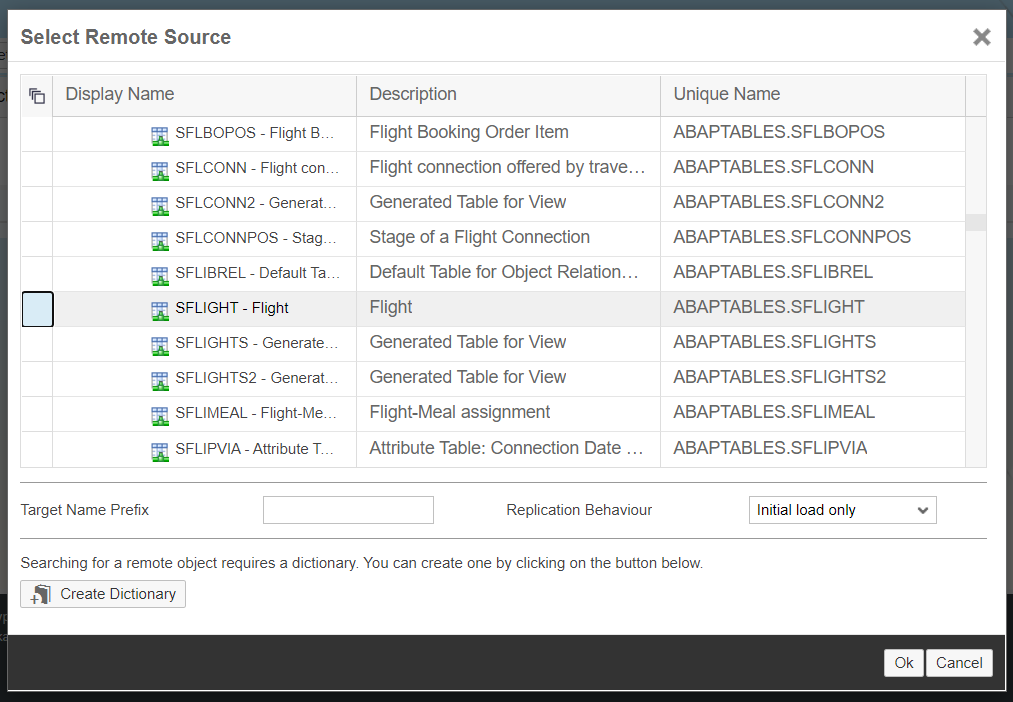 Select Remote Source
Display Name Description Unique Name
SFLBOPOS - Flight B... Flight Booking Order Item ABAPTABLES.SFLBOPOS
SFLCONN - Flight con... Flight connection offered by trave... ABAPTABLES.SFLCONN
SFLCONN2 - Generat... Generated Table for View ABAPTABLES.SFLCONN2
SFLCONNPOS - Stag... Stage of a Flight Connection ABAPTABLES.SFLCONNPOS
SFLIBREL - Default Ta... Default Table for Object Relation... ABAPTABLES.SFLIBREL
SFLIGHT - Flight Flight ABAPTABLES.SFLIGHT
SFLIGHTS - Generate... Generated Table for View ABAPTABLES.SFLIGHTS
SFLIGHTS2 - Generat... Generated Table for View ABAPTABLES.SFLIGHTS2
SFLIMEAL - Flight-Me... Flight-Meal assignment ABAPTABLES.SFLIMEAL
SFLIPVIA - Attribute T... Attribute Table: Connection Date ... ABAPTABLES.SFLIPVIA
Target Name Prefix Replication Behaviour Initial load only
Searching for a remote object requires a dictionary. You can create one by clicking on the button below.
Create Dictionary
Ok Cancel